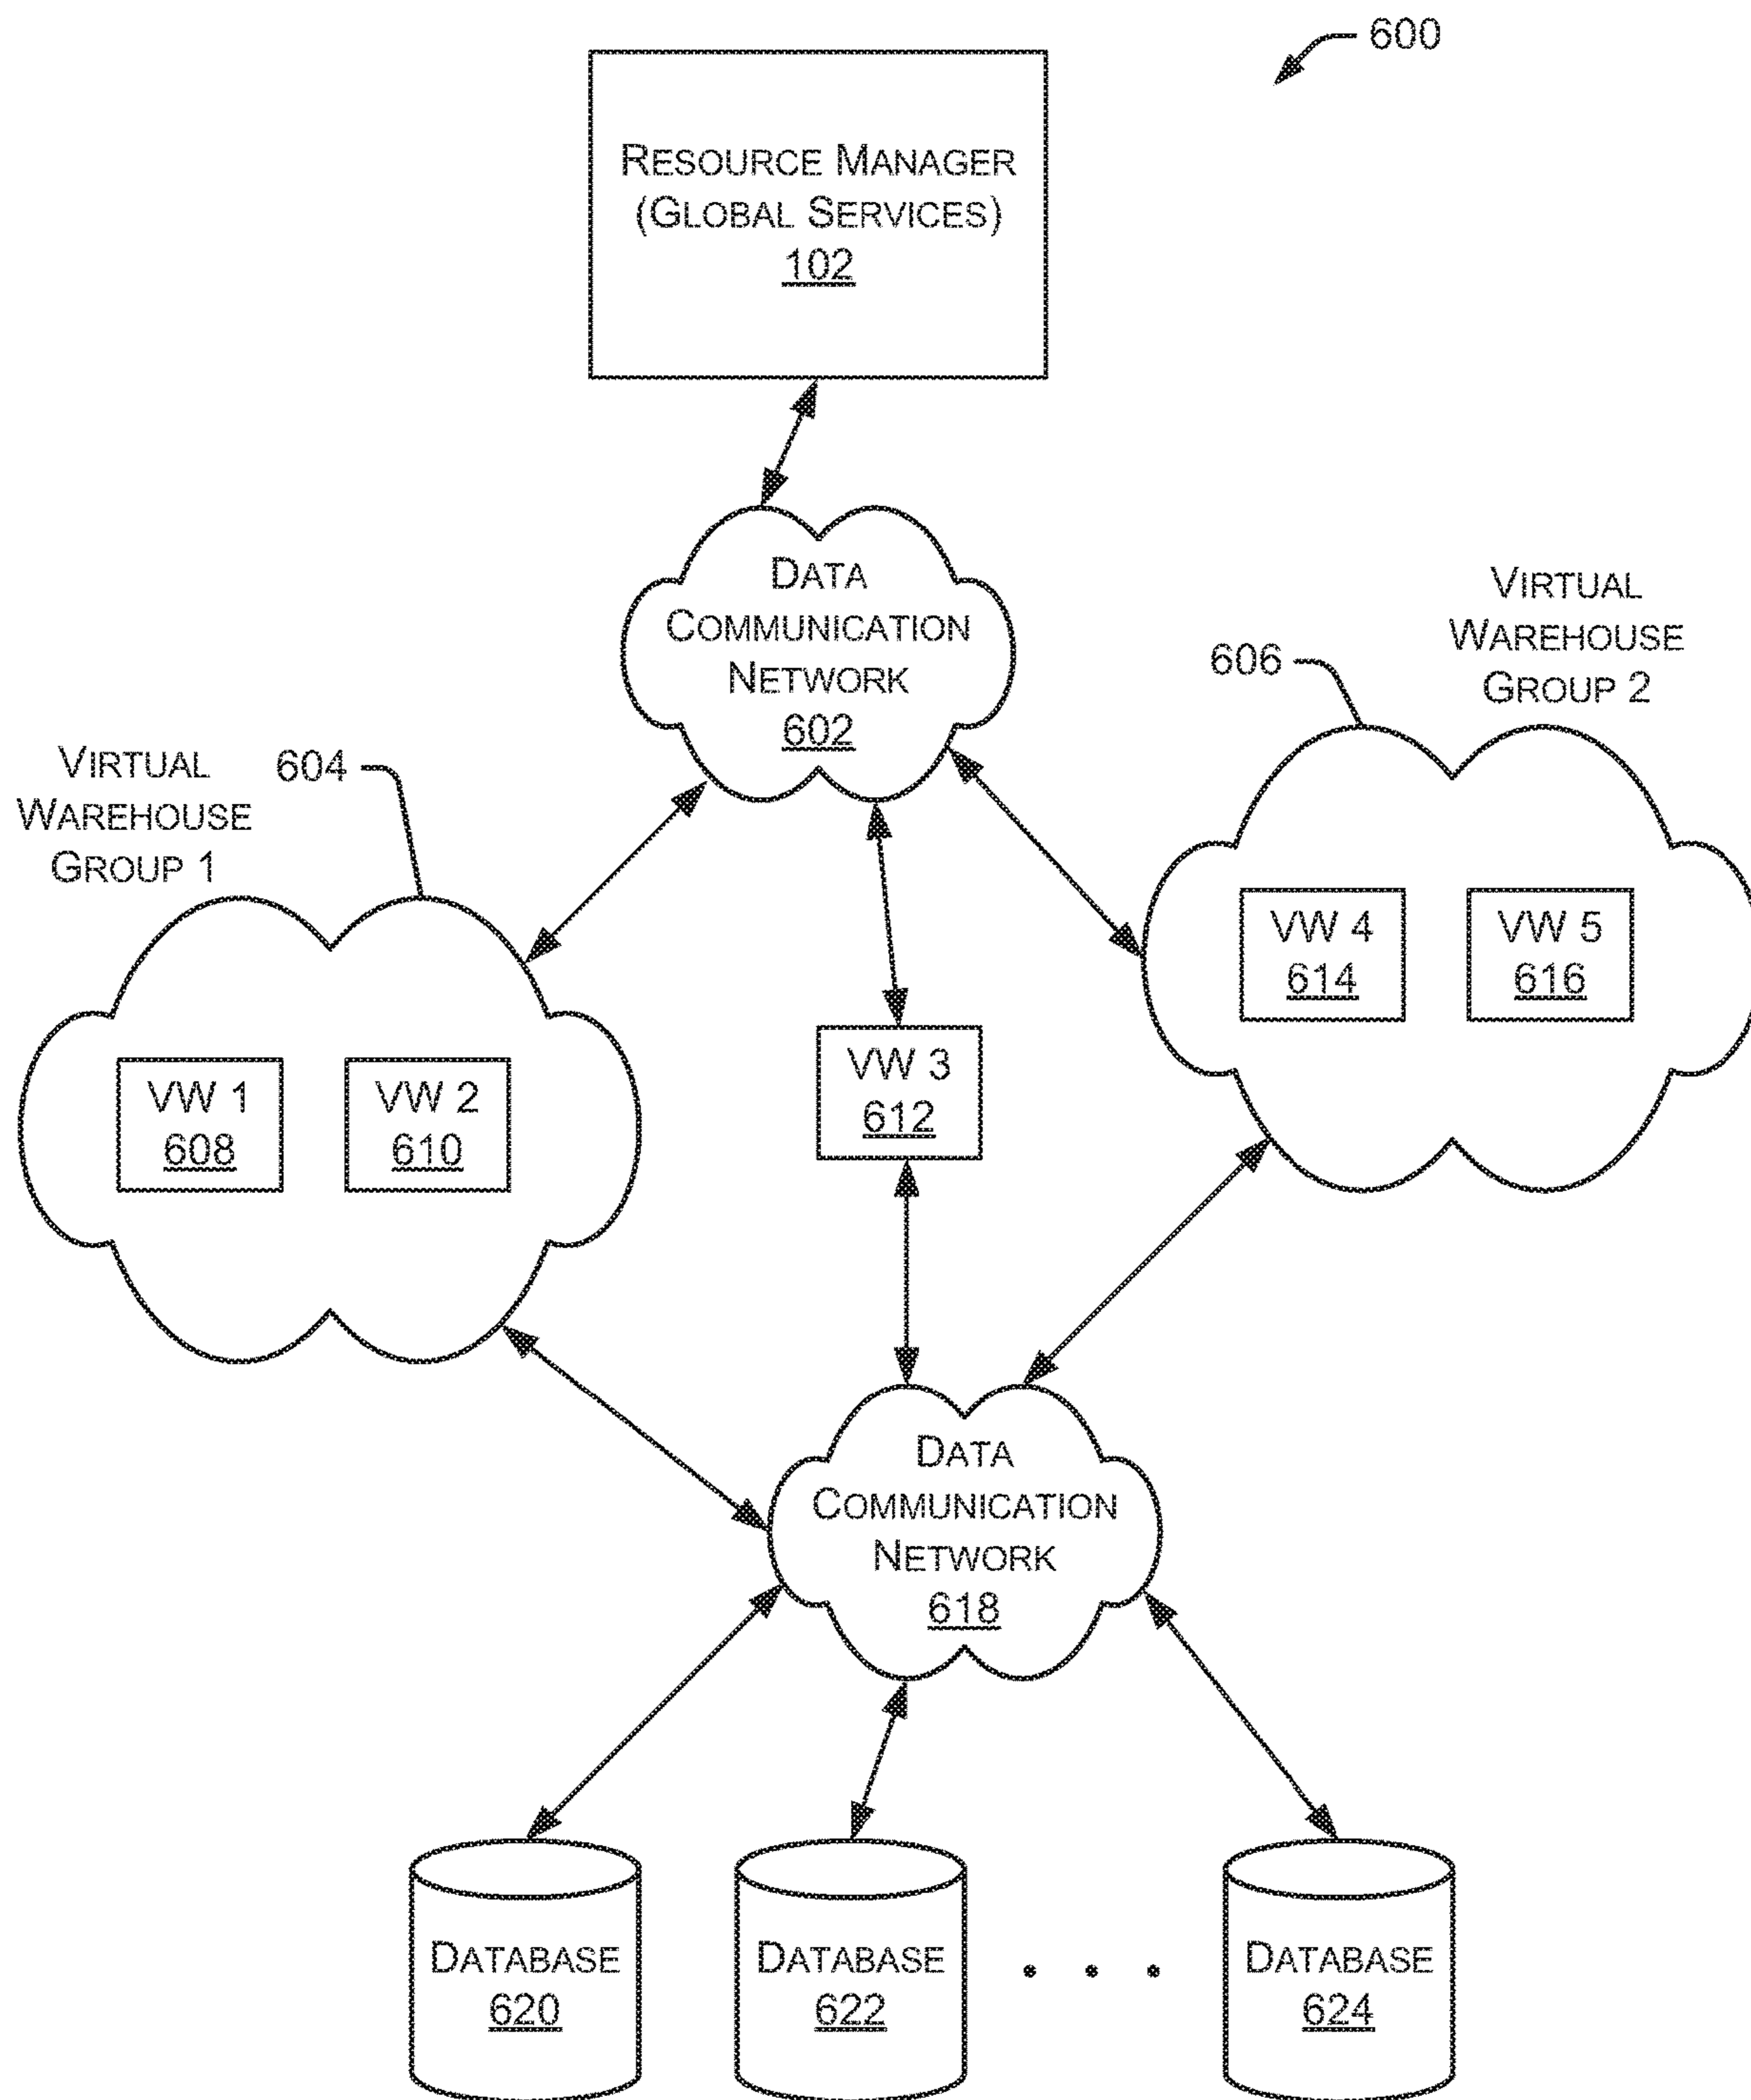 600
RESOURCE MANAGER
(GLOBAL SERVICES)
102
DATA
COMMUNICATION
NETWORK
602
VIRTUAL
WAREHOUSE
GROUP 2
606
VIRTUAL
WAREHOUSE
GROUP 1
604
VW 4
614
VW 5
616
VW 3
612
VW 1
608
VW 2
610
DATA
COMMUNICATION
NETWORK
618
DATABASE
620
DATABASE
622
. . .
DATABASE
624